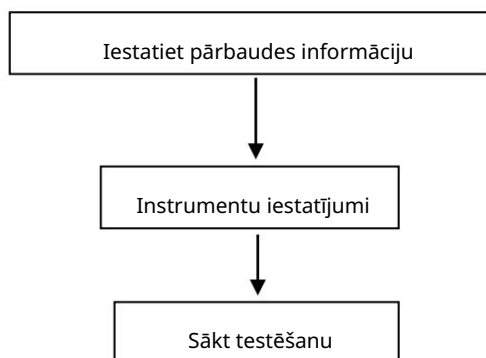 Iestatiet pārbaudes informāciju
Instrumentu iestatījumi
Sākt testēšanu